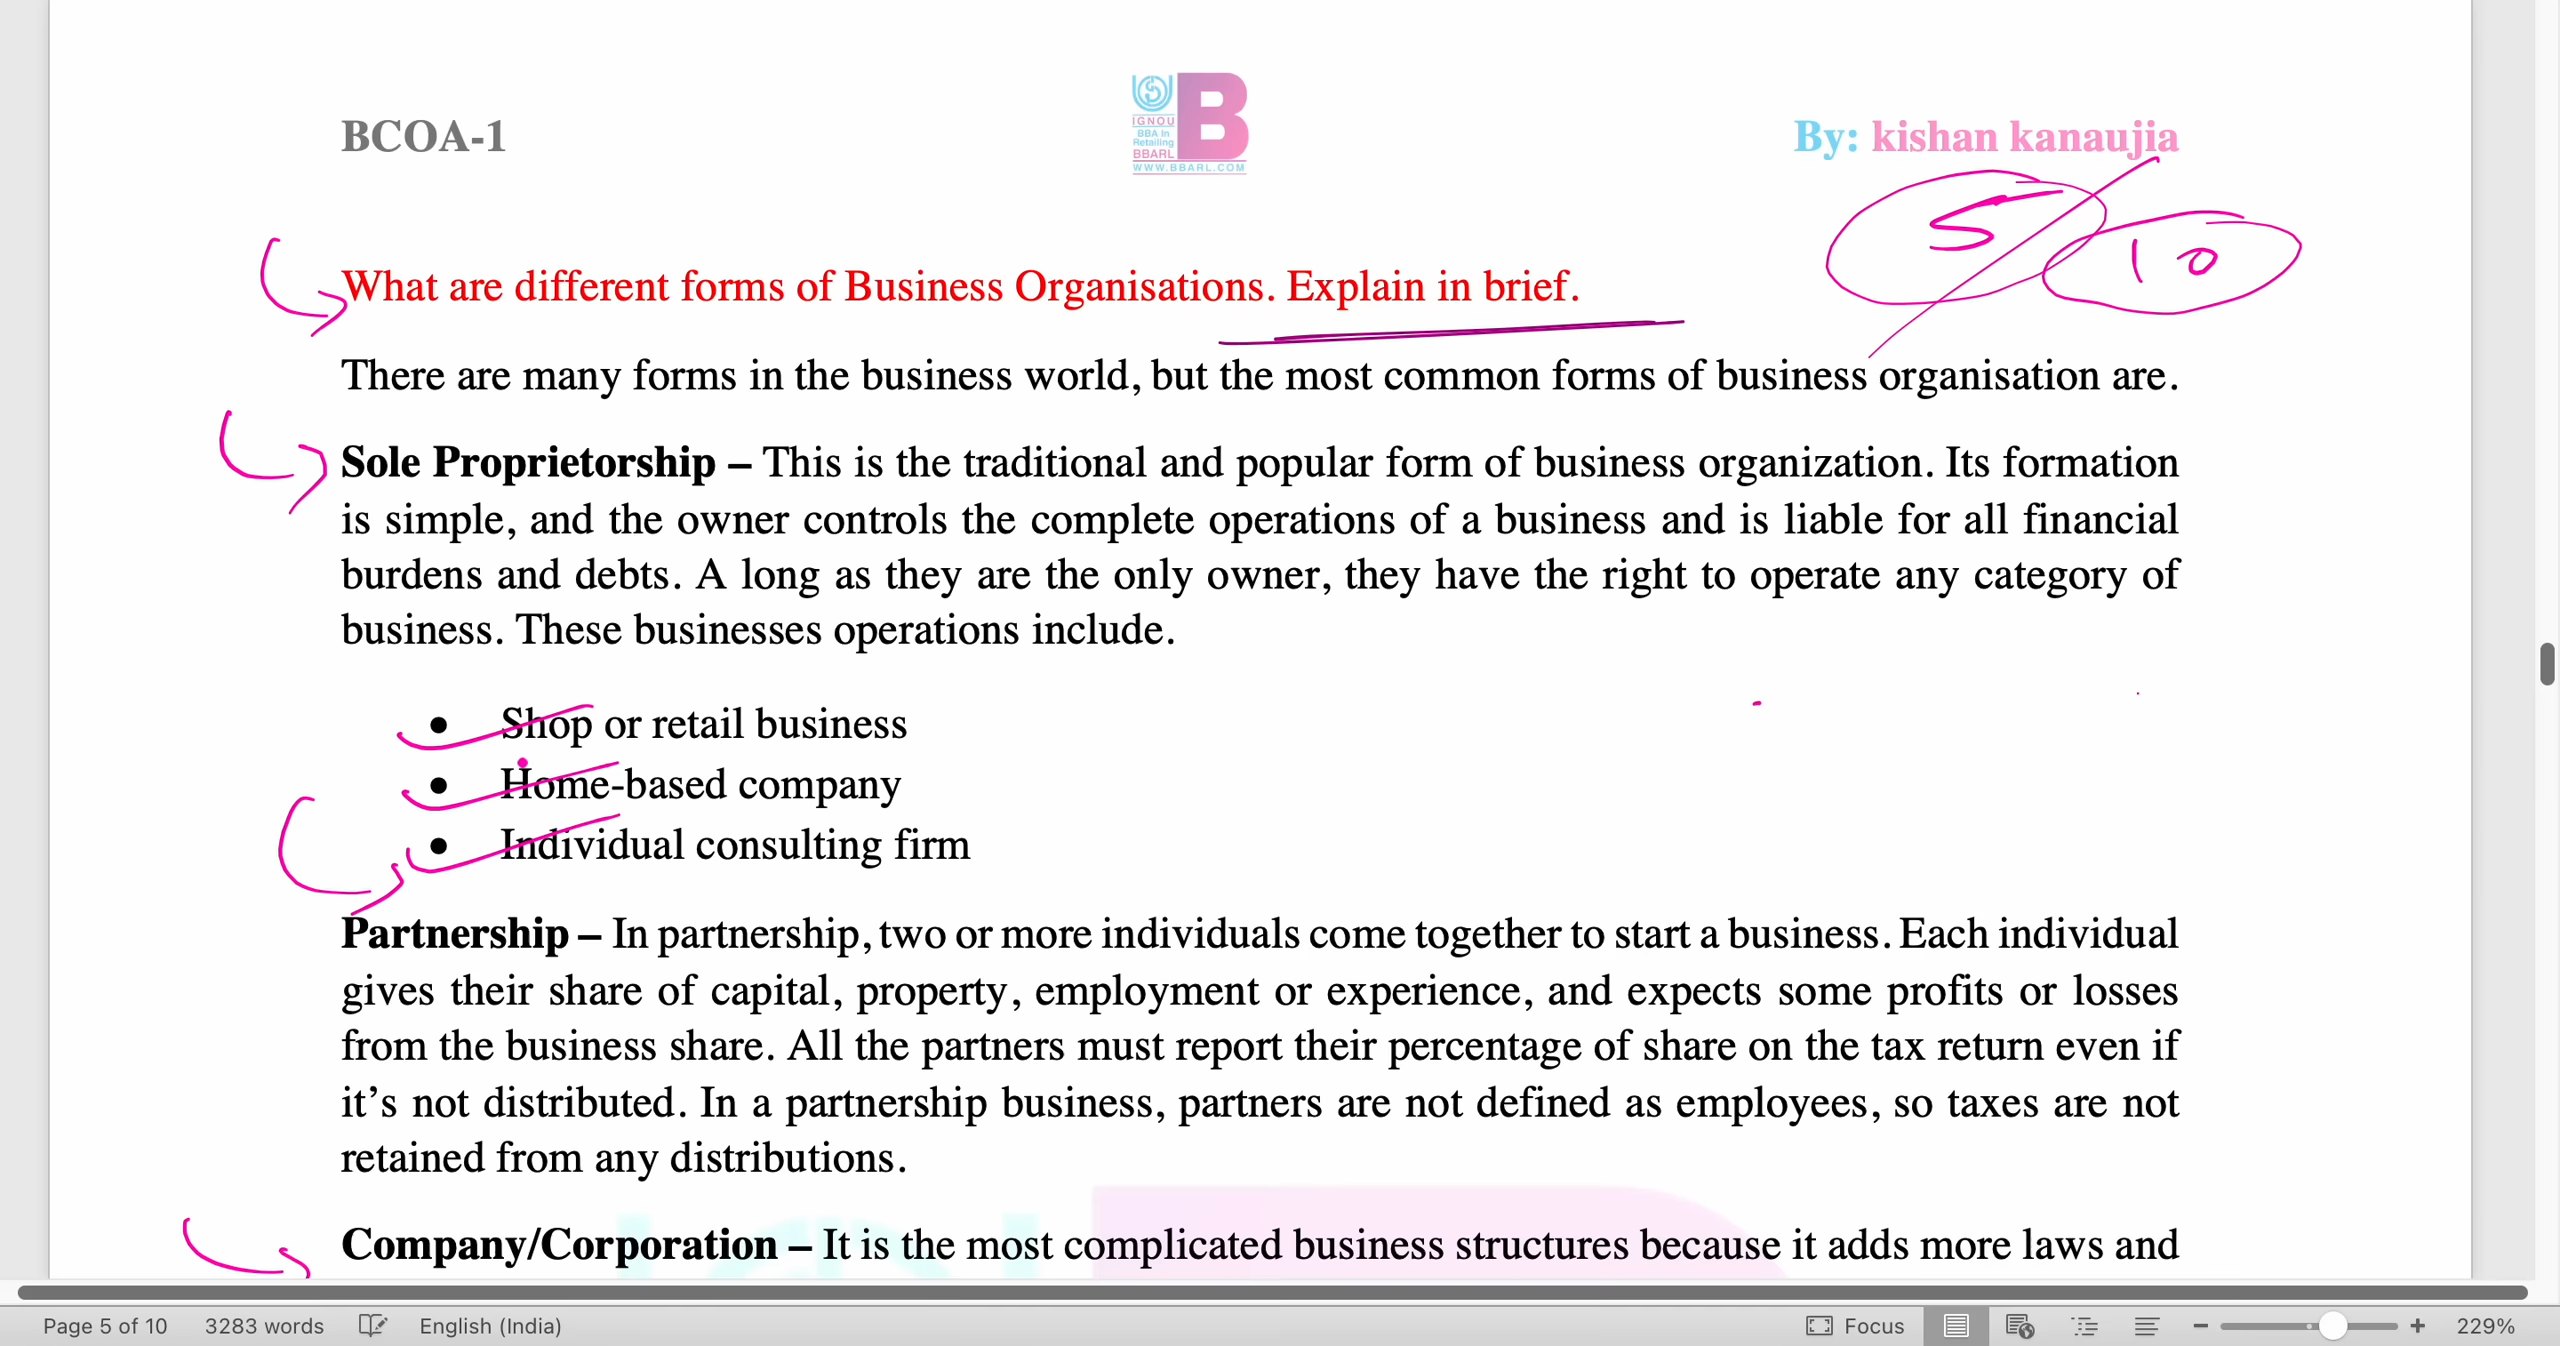 BCOA-1
IGNOU
BBA In
Retailing
BBARL
WWW.BBARL.COM
B
By: kishan kanaujia
5
10
What are different forms of Business Organisations. Explain in brief.
There are many forms in the business world, but the most common forms of business organisation are.
Sole Proprietorship – This is the traditional and popular form of business organization. Its formation
is simple, and the owner controls the complete operations of a business and is liable for all financial
burdens and debts. A long as they are the only owner, they have the right to operate any category of
business. These businesses operations include.
• Shop or retail business
• Home-based company
• Individual consulting firm
Partnership – In partnership, two or more individuals come together to start a business. Each individual
gives their share of capital, property, employment or experience, and expects some profits or losses
from the business share. All the partners must report their percentage of share on the tax return even if
it’s not distributed. In a partnership business, partners are not defined as employees, so taxes are not
retained from any distributions.
Company/Corporation – It is the most complicated business structures because it adds more laws and
Page 5 of 10 3283 words English (India) Focus 229%